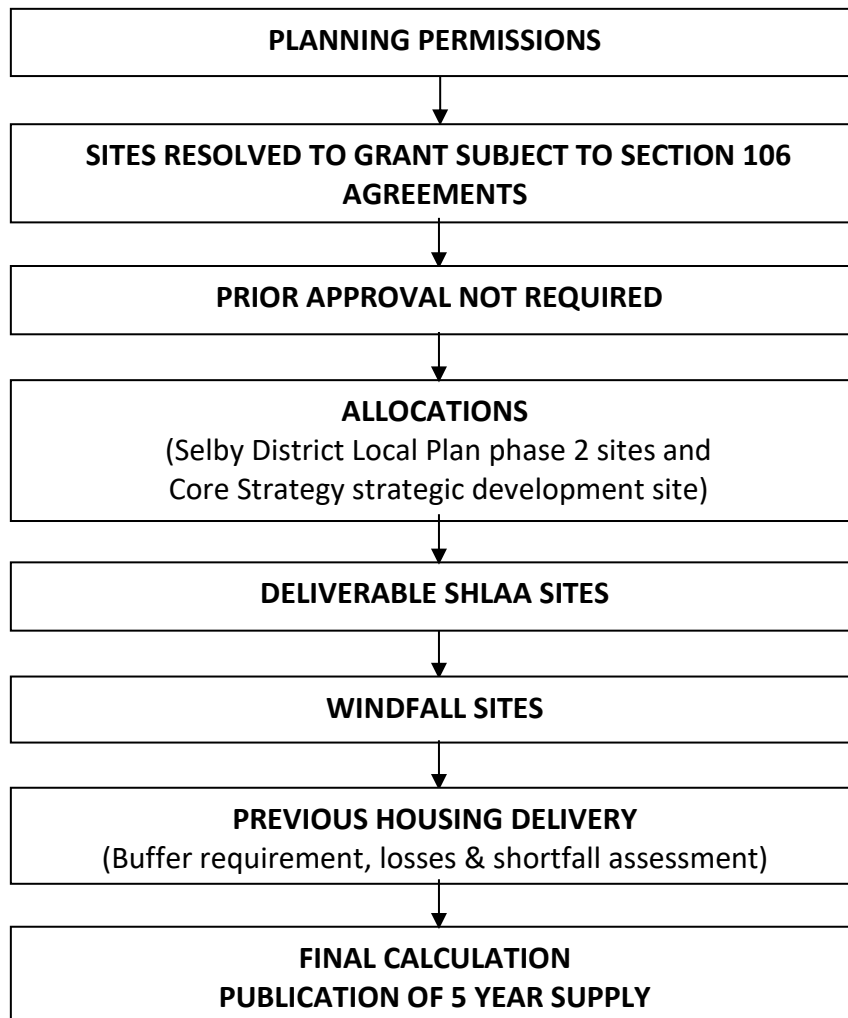 PLANNING PERMISSIONS
SITES RESOLVED TO GRANT SUBJECT TO SECTION 106
AGREEMENTS
PRIOR APPROVAL NOT REQUIRED
ALLOCATIONS
(Selby District Local Plan phase 2 sites and
Core Strategy strategic development site)
DELIVERABLE SHLAA SITES
WINDFALL SITES
PREVIOUS HOUSING DELIVERY
(Buffer requirement, losses & shortfall assessment)
FINAL CALCULATION
PUBLICATION OF 5 YEAR SUPPLY